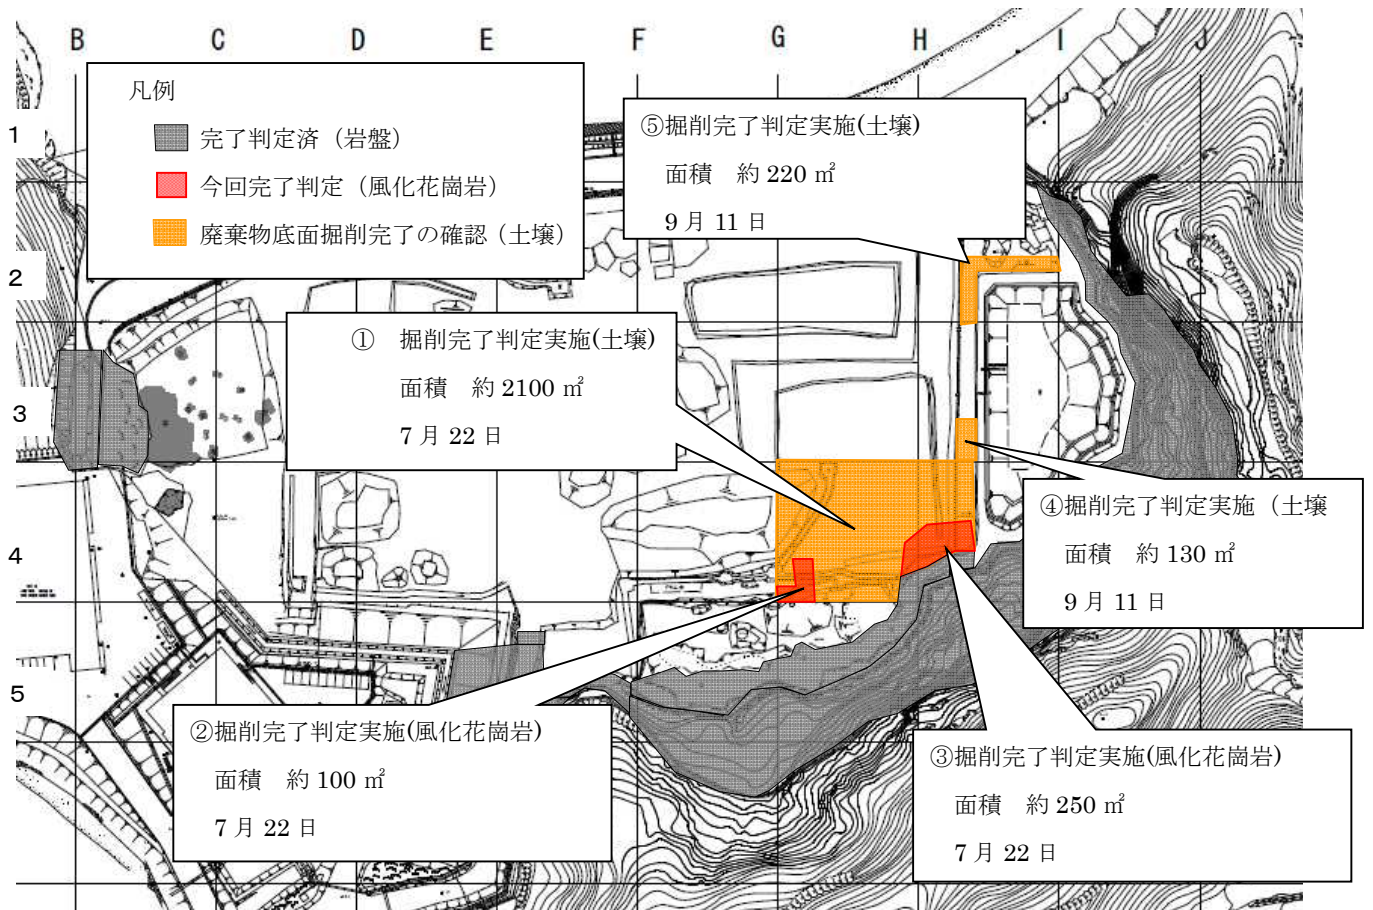 B C D E F G H I J
1
2
3
4
5
凡例
完了判定済（岩盤）
今回完了判定（風化花崗岩）
廃棄物底面掘削完了の確認（土壌）
⑤掘削完了判定実施(土壌)
面積　約 220 ㎡
9 月 11 日
①　掘削完了判定実施(土壌)
面積　約 2100 ㎡
7 月 22 日
④掘削完了判定実施（土壌
面積　約 130 ㎡
9 月 11 日
②掘削完了判定実施(風化花崗岩)
面積　約 100 ㎡
7 月 22 日
③掘削完了判定実施(風化花崗岩)
面積　約 250 ㎡
7 月 22 日